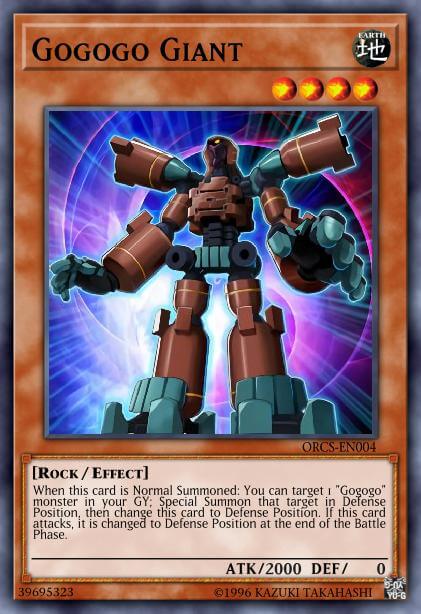 GOGOGO GIANT
EARTH
地
ORCS-EN004
[ROCK / EFFECT]
When this card is Normal Summoned: You can target 1 "Gogogo"
monster in your GY; Special Summon that target in Defense
Position, then change this card to Defense Position. If this card
attacks, it is changed to Defense Position at the end of the Battle
Phase.
ATK/2000 DEF/ 0
39695323 ©1996 KAZUKI TAKAHASHI